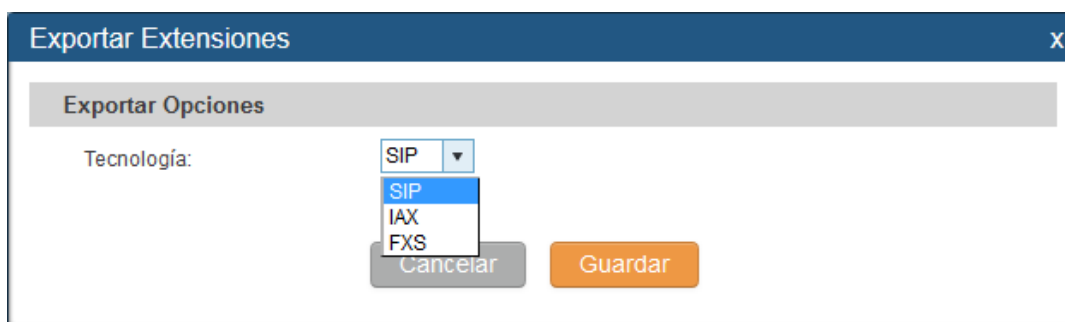 Exportar Extensiones x
Exportar Opciones
Tecnología: SIP
SIP
IAX
FXS
Cancelar Guardar